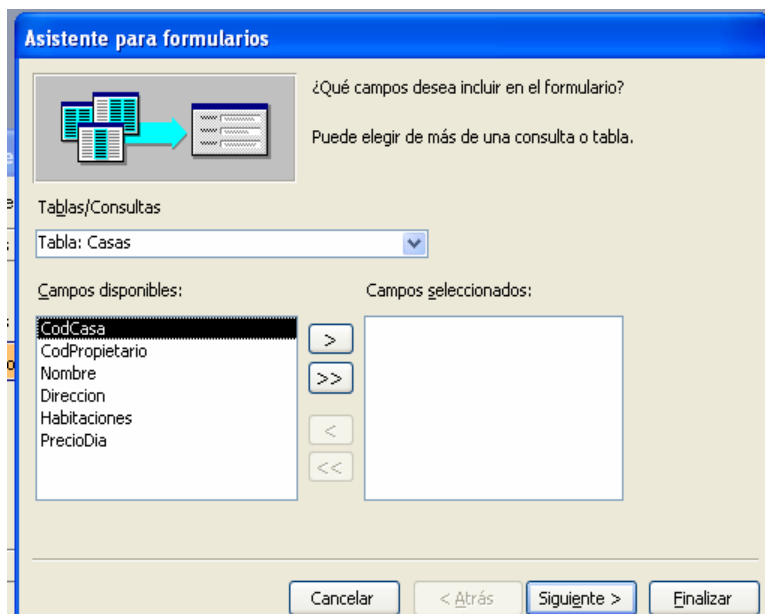 Asistente para formularios
¿Qué campos desea incluir en el formulario?
Puede elegir de más de una consulta o tabla.
Tablas/Consultas
Tabla: Casas
Campos disponibles:
Campos seleccionados:
CodCasa
CodPropietario
Nombre
Direccion
Habitaciones
PrecioDia
>
>>
<
<<
Cancelar
< Atrás
Siguiente >
Finalizar